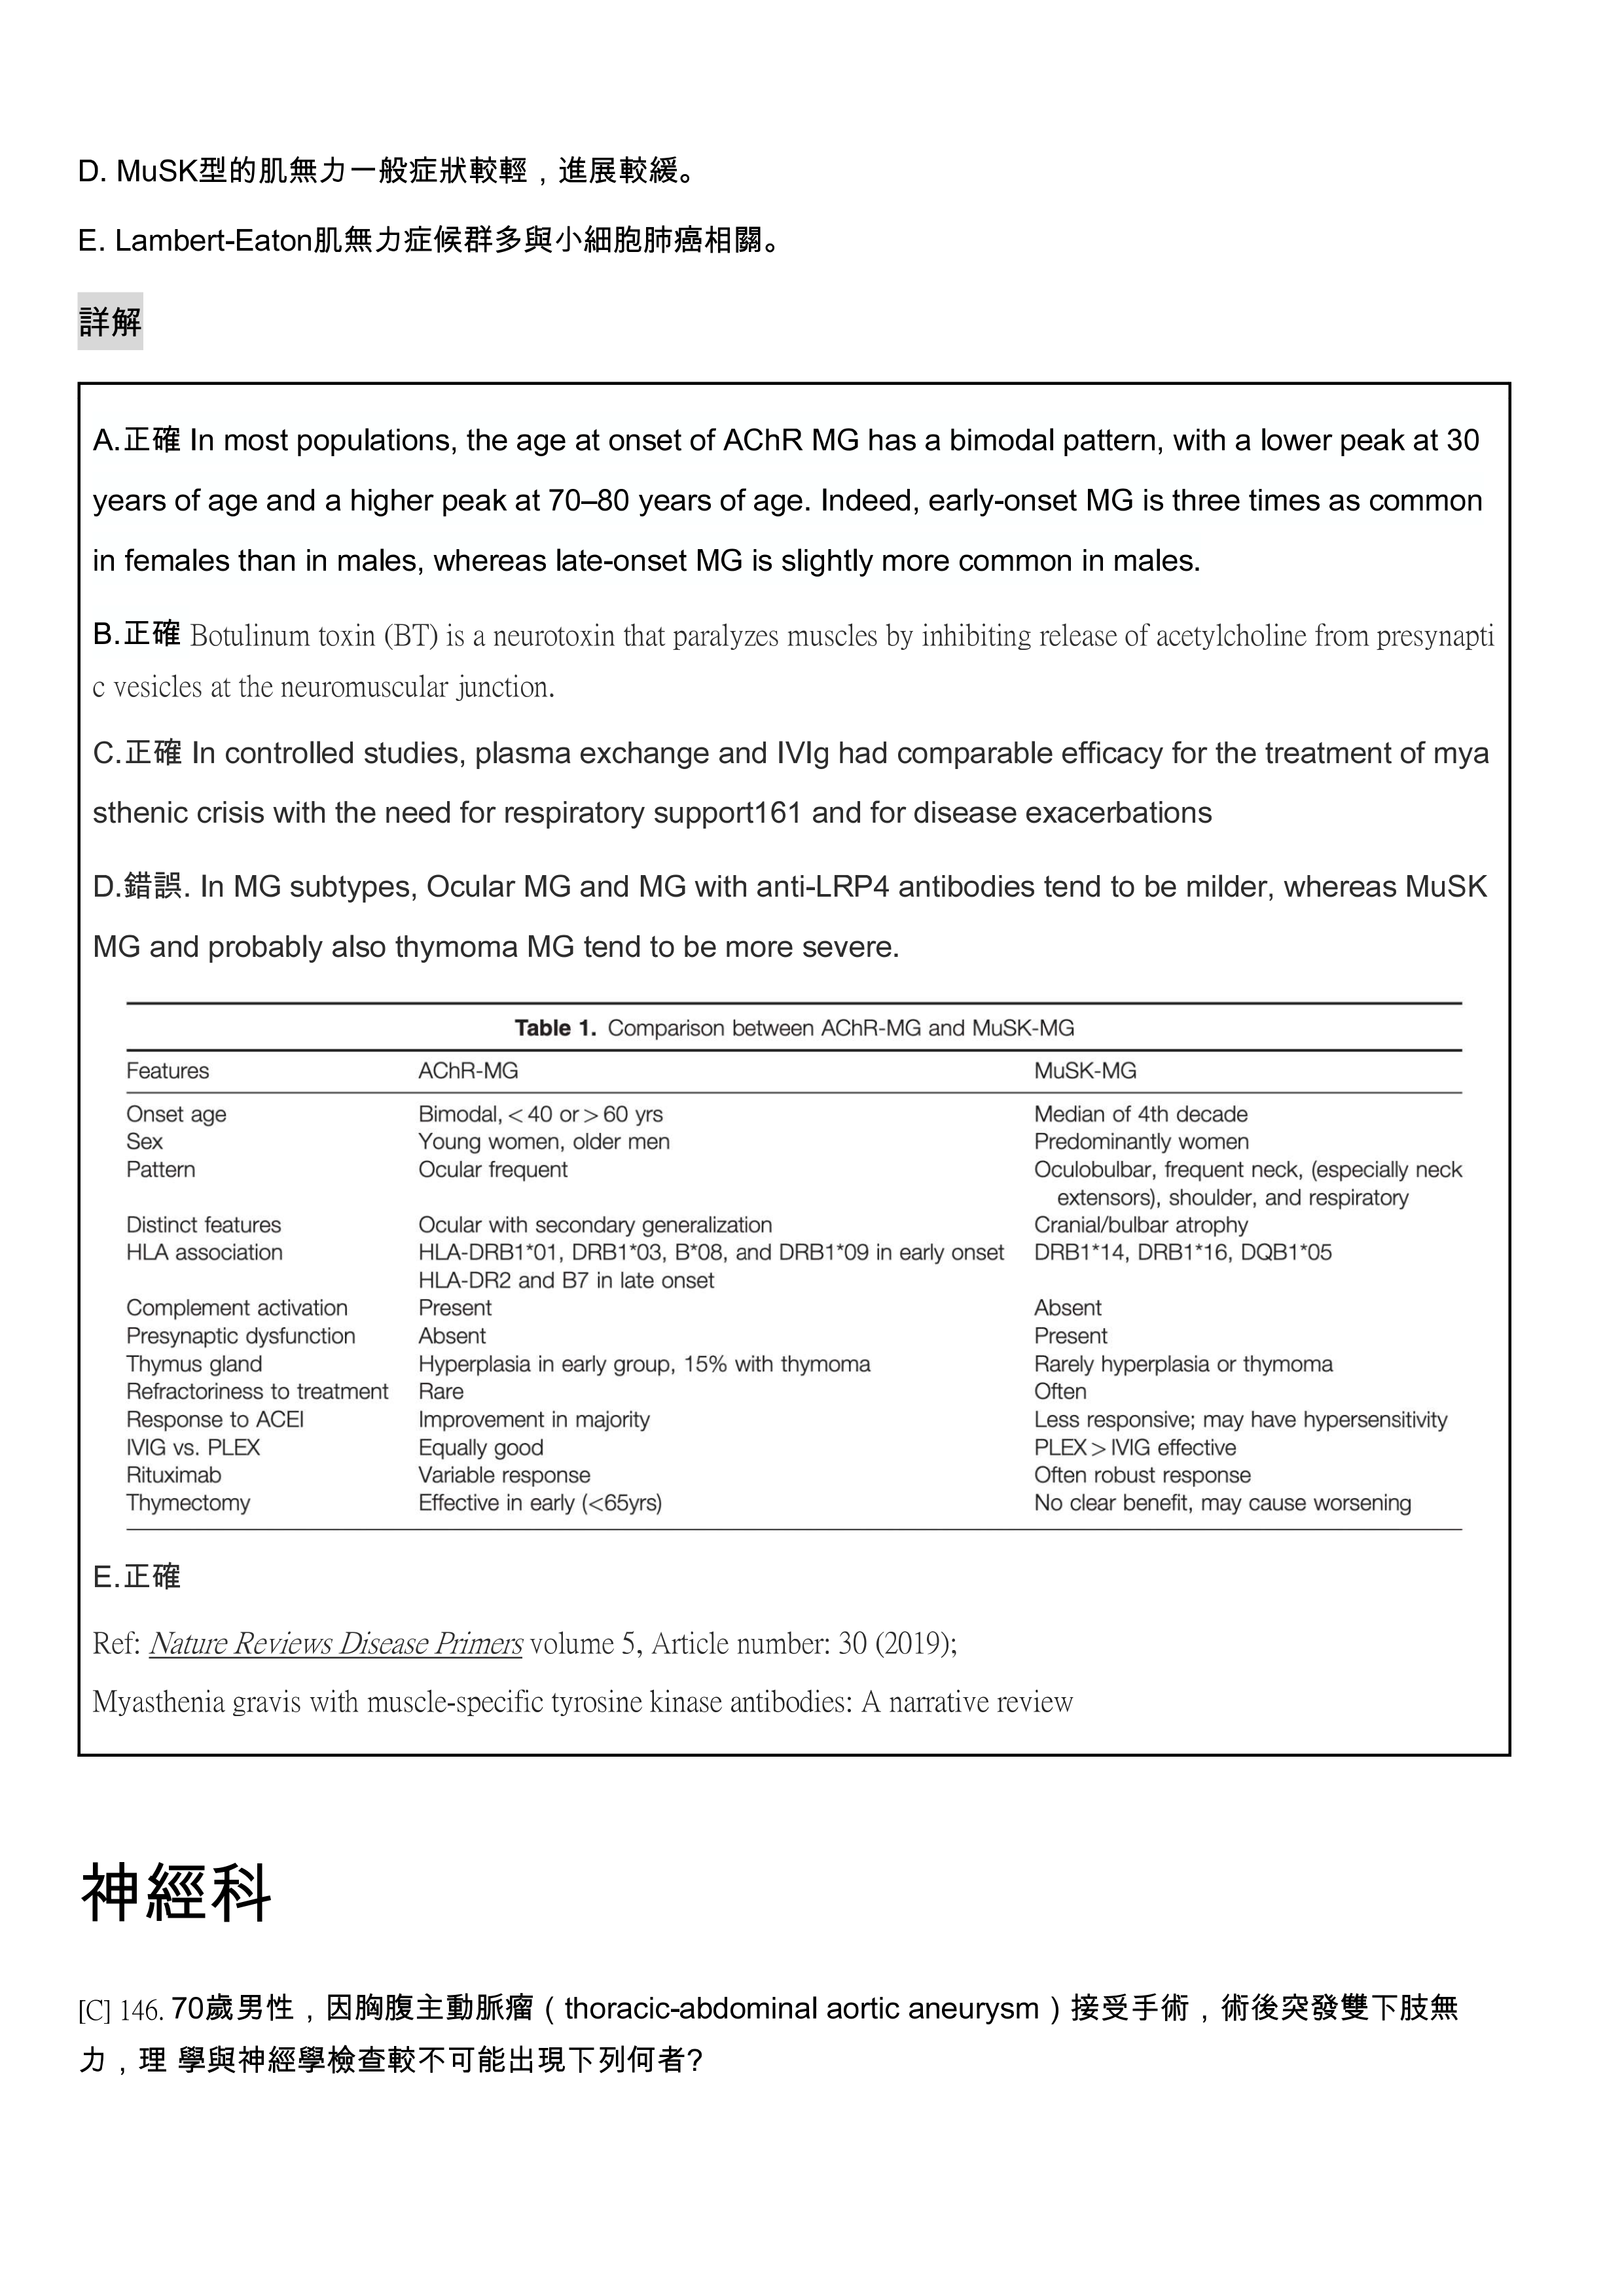 D. MuSK型的肌無力一般症狀較輕，進展較緩。
E. Lambert-Eaton肌無力症候群多與小細胞肺癌相關。
詳解
A.正確 In most populations, the age at onset of AChR MG has a bimodal pattern, with a lower peak at 30
years of age and a higher peak at 70–80 years of age. Indeed, early-onset MG is three times as common
in females than in males, whereas late-onset MG is slightly more common in males.
B.正確 Botulinum toxin (BT) is a neurotoxin that paralyzes muscles by inhibiting release of acetylcholine from presynapti
c vesicles at the neuromuscular junction.
C.正確 In controlled studies, plasma exchange and IVIg had comparable efficacy for the treatment of mya
sthenic crisis with the need for respiratory support161 and for disease exacerbations
D.錯誤. In MG subtypes, Ocular MG and MG with anti-LRP4 antibodies tend to be milder, whereas MuSK
MG and probably also thymoma MG tend to be more severe.
Table 1. Comparison between AChR-MG and MuSK-MG
Features AChR-MG MuSK-MG
Onset age Bimodal, < 40 or > 60 yrs Median of 4th decade
Sex Young women, older men Predominantly women
Pattern Ocular frequent Oculobulbar, frequent neck, (especially neck
extensors), shoulder, and respiratory
Distinct features Ocular with secondary generalization Cranial/bulbar atrophy
HLA association HLA-DRB1*01, DRB1*03, B*08, and DRB1*09 in early onset DRB1*14, DRB1*16, DQB1*05
HLA-DR2 and B7 in late onset
Complement activation Present Absent
Presynaptic dysfunction Absent Present
Thymus gland Hyperplasia in early group, 15% with thymoma Rarely hyperplasia or thymoma
Refractoriness to treatment Rare Often
Response to ACEI Improvement in majority Less responsive; may have hypersensitivity
IVIG vs. PLEX Equally good PLEX > IVIG effective
Rituximab Variable response Often robust response
Thymectomy Effective in early (<65yrs) No clear benefit, may cause worsening
E.正確
Ref: Nature Reviews Disease Primers volume 5, Article number: 30 (2019);
Myasthenia gravis with muscle-specific tyrosine kinase antibodies: A narrative review
神經科
[C] 146. 70歲男性，因胸腹主動脈瘤（thoracic-abdominal aortic aneurysm）接受手術，術後突發雙下肢無
力，理 學與神經學檢查較不可能出現下列何者?